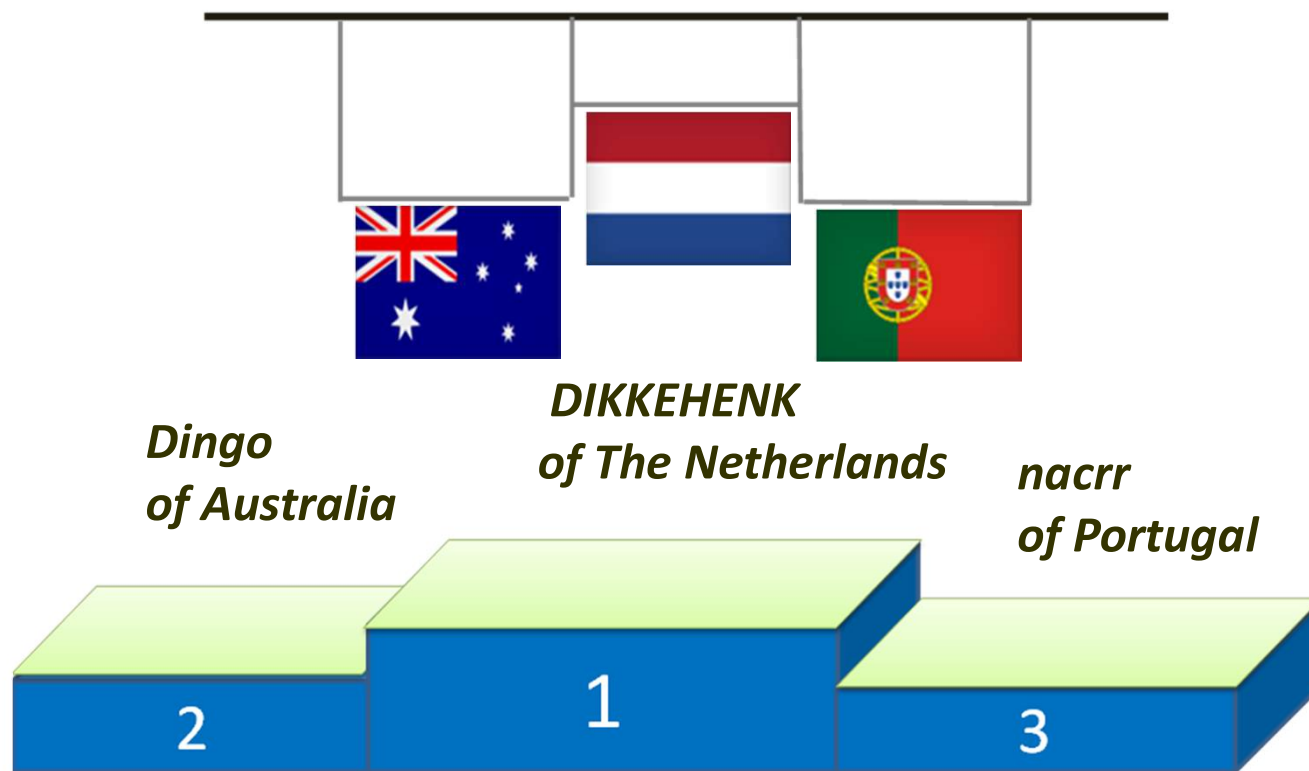 DIKKEHENK
of The Netherlands
Dingo
of Australia
nacrr
of Portugal
2
1
3